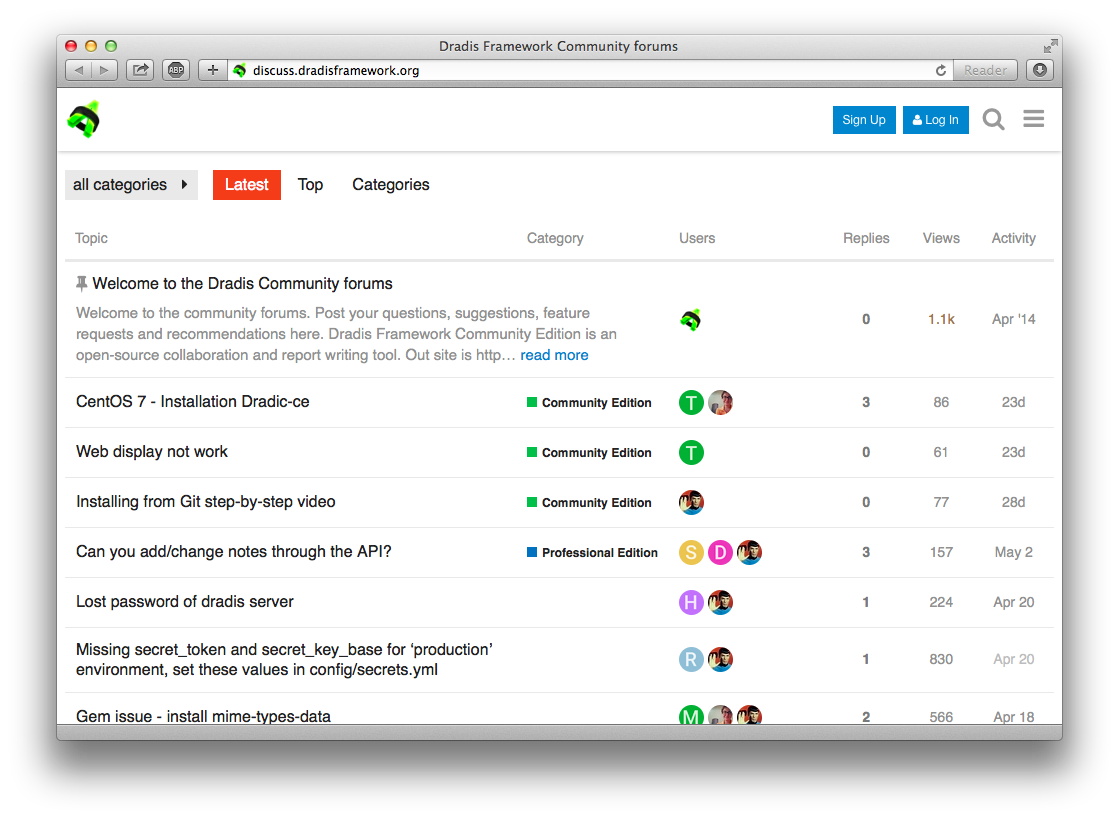 Dradis Framework Community forums
ABP
discuss.dradisframework.org
Reader
Sign Up
Log In
all categories
Latest
Top
Categories
Topic
Category
Users
Replies
Views
Activity
Welcome to the Dradis Community forums
Welcome to the community forums. Post your questions, suggestions, feature
requests and recommendations here. Dradis Framework Community Edition is an
open-source collaboration and report writing tool. Out site is http… read more
0
1.1k
Apr '14
CentOS 7 - Installation Dradic-ce
Community Edition
T
3
86
23d
Web display not work
Community Edition
T
0
61
23d
Installing from Git step-by-step video
Community Edition
0
77
28d
Can you add/change notes through the API?
Professional Edition
S
D
3
157
May 2
Lost password of dradis server
H
1
224
Apr 20
Missing secret_token and secret_key_base for ‘production’
environment, set these values in config/secrets.yml
R
1
830
Apr 20
Gem issue - install mime-types-data
M
2
566
Apr 18